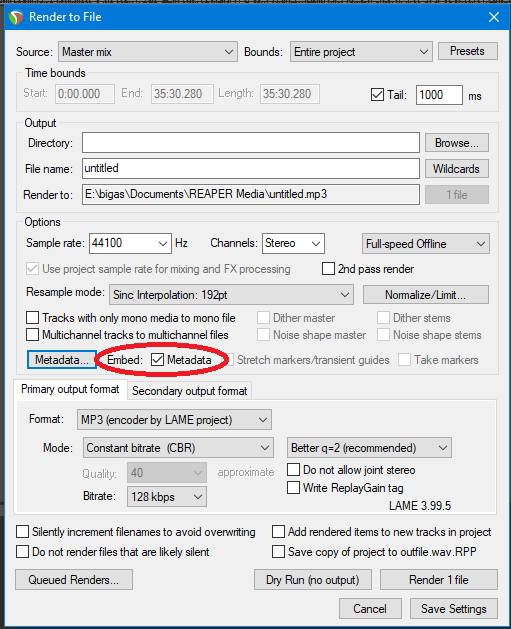 Render to File
Source: Master mix Bounds: Entire project Presets
Time bounds
Start: 0:00.000 End: 35:30.280 Length: 35:30.280 Tail: 1000 ms
Output
Directory: Browse...
File name: untitled Wildcards
Render to: E:\bigas\Documents\REAPER Media\untitled.mp3 1 file
Options
Sample rate: 44100 Hz Channels: Stereo Full-speed Offline
Use project sample rate for mixing and FX processing 2nd pass render
Resample mode: Sinc Interpolation: 192pt Normalize/Limit...
Tracks with only mono media to mono file Dither master Dither stems
Multichannel tracks to multichannel files Noise shape master Noise shape stems
Metadata... Embed: Metadata Stretch markers/transient guides Take markers
Primary output format Secondary output format
Format: MP3 (encoder by LAME project)
Mode: Constant bitrate (CBR) Better q=2 (recommended)
Quality: 40 approximate Do not allow joint stereo
Bitrate: 128 kbps Write ReplayGain tag
LAME 3.99.5
Silently increment filenames to avoid overwriting Add rendered items to new tracks in project
Do not render files that are likely silent Save copy of project to outfile.wav.RPP
Queued Renders... Dry Run (no output) Render 1 file
Cancel Save Settings